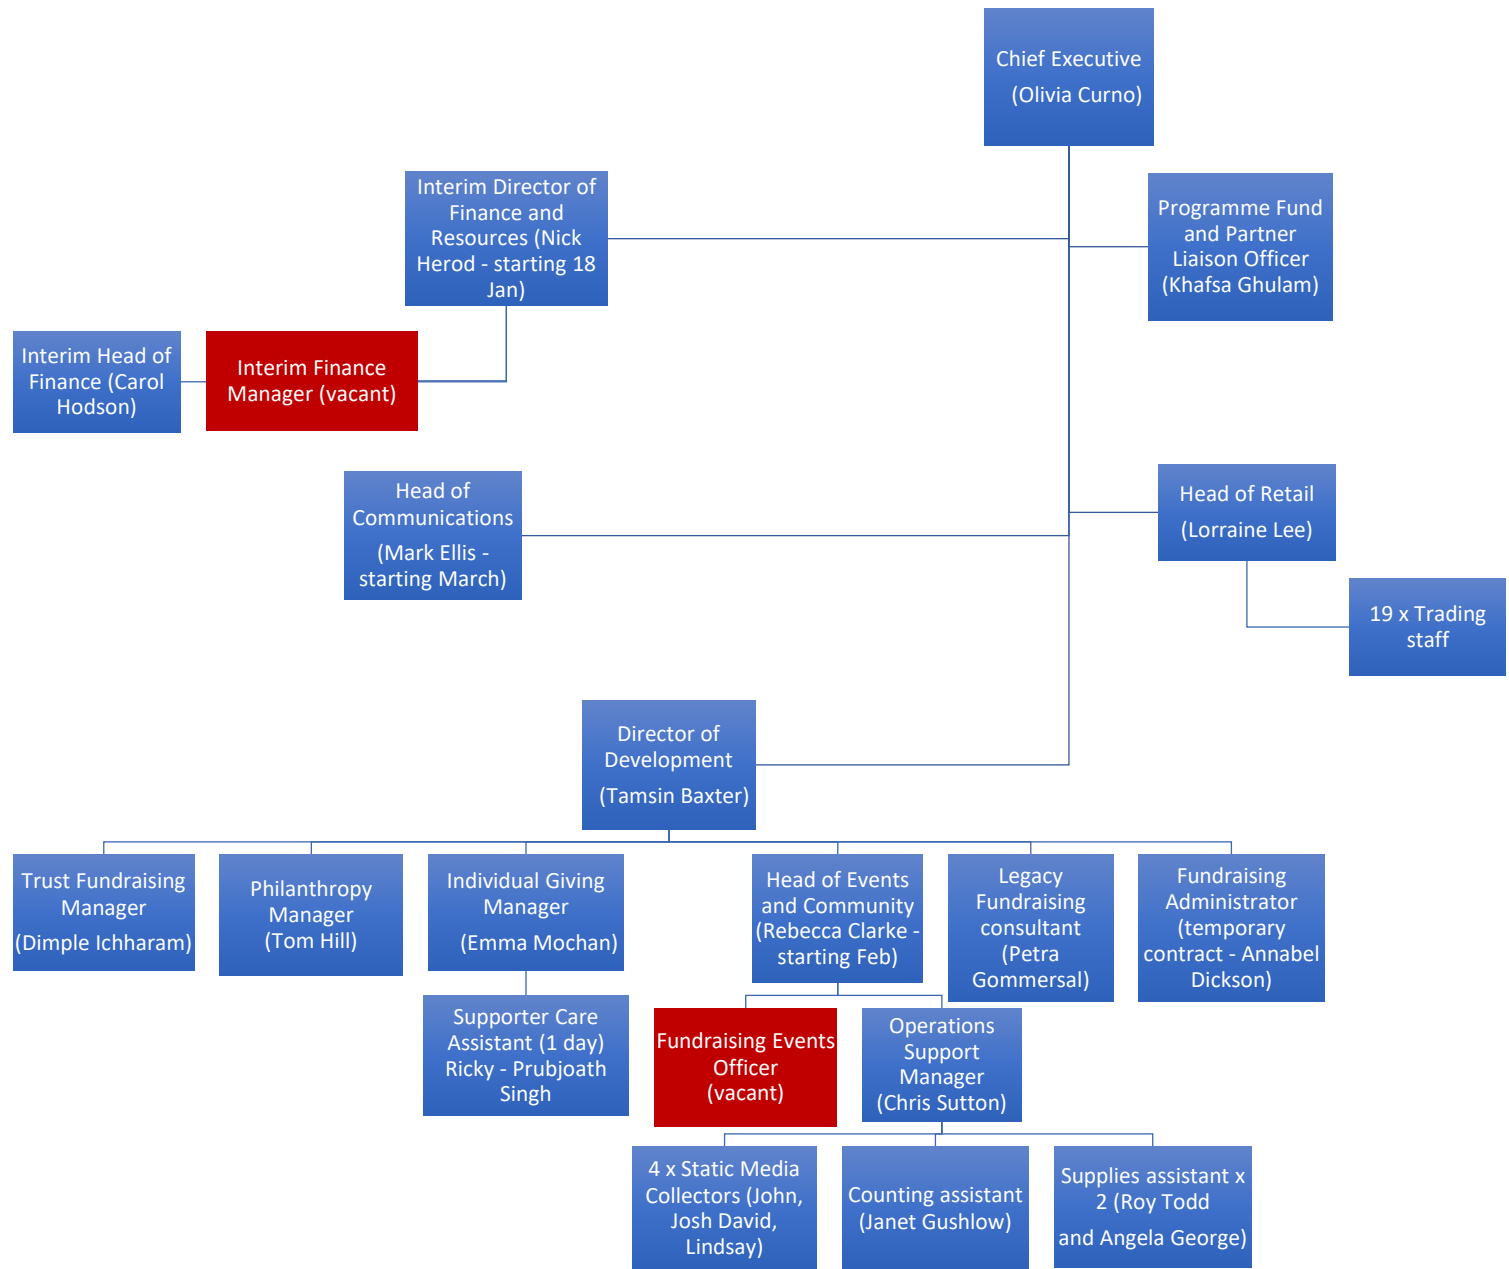 Chief Executive
(Olivia Curno)
Interim Director of
Finance and
Resources (Nick
Herod - starting 18
Jan)
Programme Fund
and Partner
Liaison Officer
(Khafsa Ghulam)
Interim Head of
Finance (Carol
Hodson)
Interim Finance
Manager (vacant)
Head of
Communications
(Mark Ellis -
starting March)
Head of Retail
(Lorraine Lee)
19 x Trading
staff
Director of
Development
(Tamsin Baxter)
Trust Fundraising
Manager
(Dimple Ichharam)
Philanthropy
Manager
(Tom Hill)
Individual Giving
Manager
(Emma Mochan)
Head of Events
and Community
(Rebecca Clarke -
starting Feb)
Legacy
Fundraising
consultant
(Petra
Gommersal)
Fundraising
Administrator
(temporary
contract - Annabel
Dickson)
Supporter Care
Assistant (1 day)
Ricky - Prubjoath
Singh
Fundraising Events
Officer
(vacant)
Operations
Support
Manager
(Chris Sutton)
4 x Static Media
Collectors (John,
Josh David,
Lindsay)
Counting assistant
(Janet Gushlow)
Supplies assistant x
2 (Roy Todd
and Angela George)